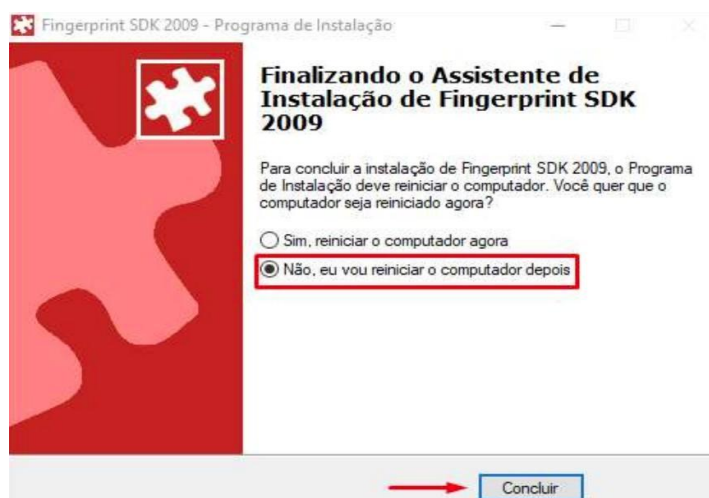 Fingerprint SDK 2009 - Programa de Instalação
Finalizando o Assistente de
Instalação de Fingerprint SDK
2009
Para concluir a instalação de Fingerprint SDK 2009, o Programa
de Instalação deve reiniciar o computador. Você quer que o
computador seja reiniciado agora?
Sim, reiniciar o computador agora
Não, eu vou reiniciar o computador depois
Concluir